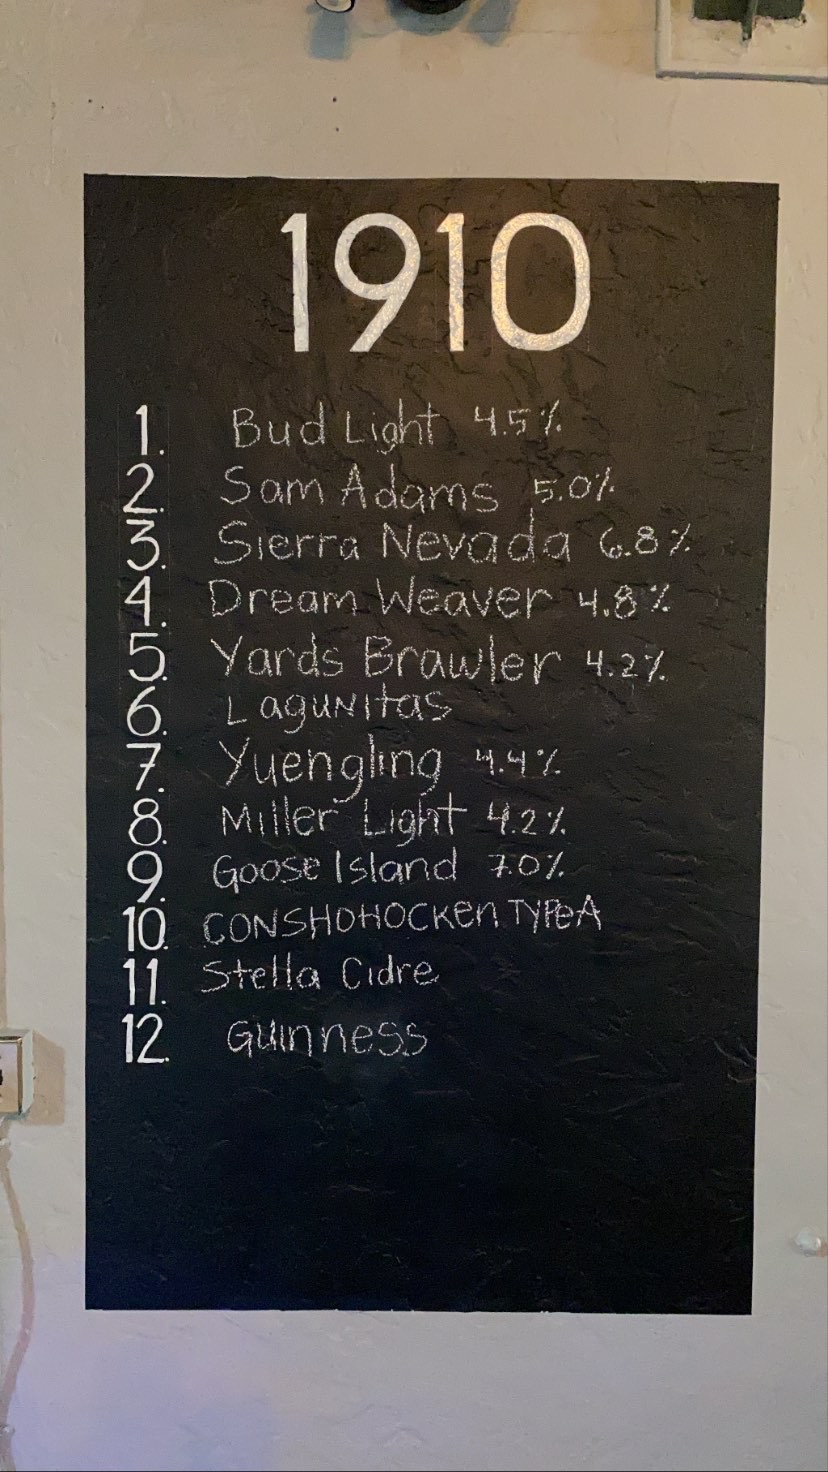 1910
1. Bud Light 4.5%
2. Sam Adams 5.0%
3. Sierra Nevada 6.8%
4. Dream Weaver 4.8%
5. Yards Brawler 4.2%
6. Lagunitas
7. Yuengling 4.4%
8. Miller Light 4.2%
9. Goose Island 7.0%
10. CONSHOHOCKEN TYPE A
11. Stella Cidre
12. Guinness